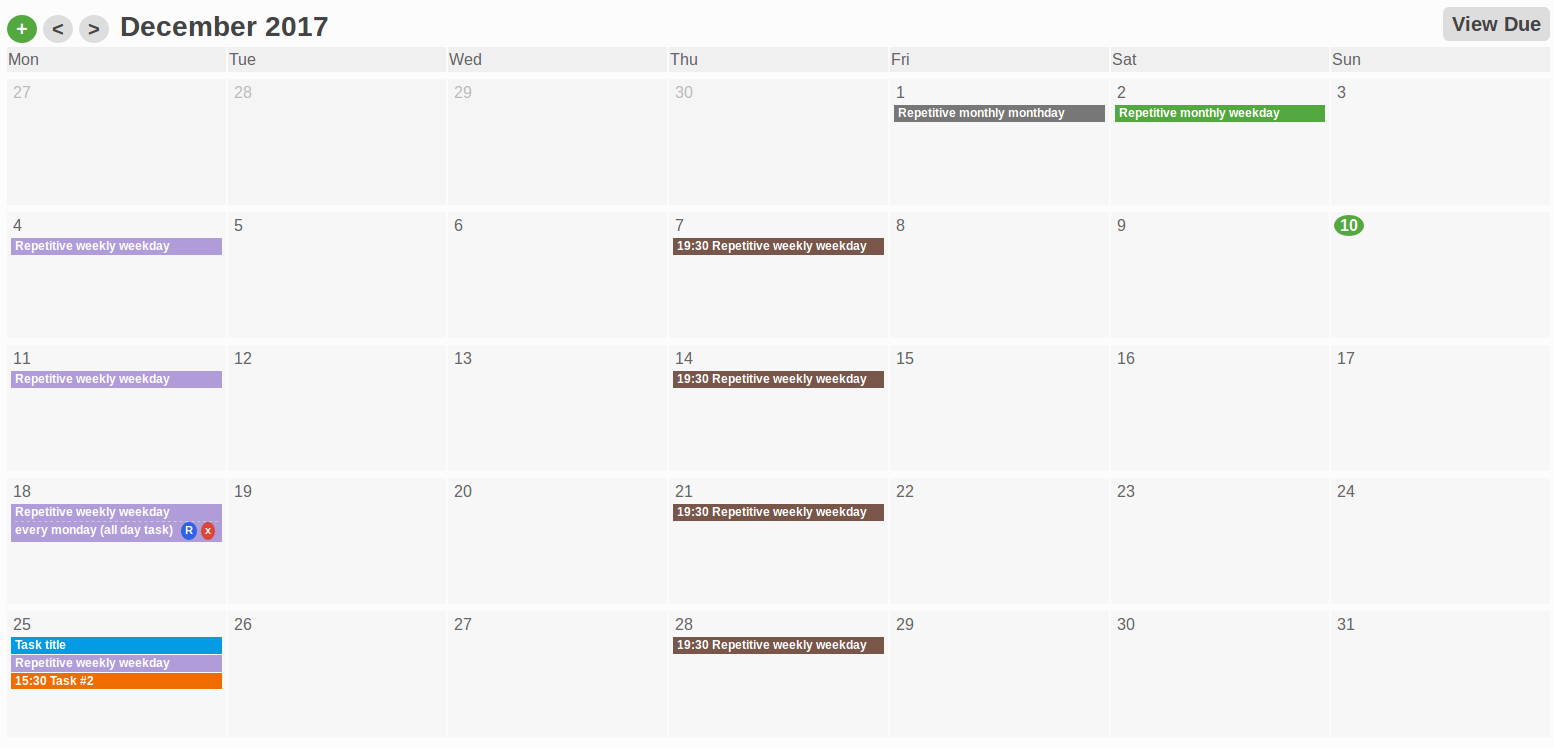 + < > December 2017 View Due
Mon Tue Wed Thu Fri Sat Sun
27 28 29 30 1 2 3
Repetitive monthly monthday Repetitive monthly weekday
4 5 6 7 8 9 10
Repetitive weekly weekday 19:30 Repetitive weekly weekday
11 12 13 14 15 16 17
Repetitive weekly weekday 19:30 Repetitive weekly weekday
18 19 20 21 22 23 24
Repetitive weekly weekday 19:30 Repetitive weekly weekday
every monday (all day task) R x
25 26 27 28 29 30 31
Task title 19:30 Repetitive weekly weekday
Repetitive weekly weekday
15:30 Task #2